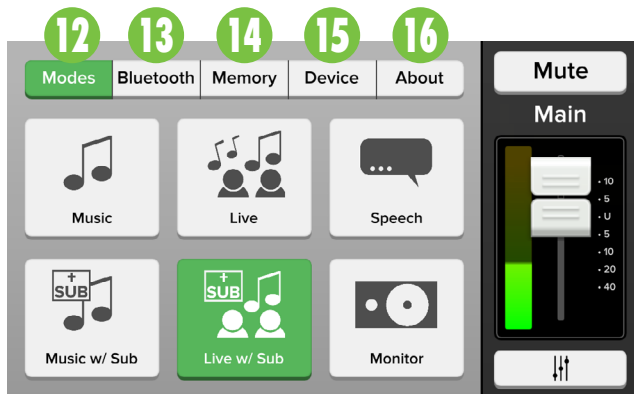 12 13 14 15 16
Modes Bluetooth Memory Device About
Mute
Main
Music Live Speech
10
5
U
5
10
20
40
SUB SUB
Music w/ Sub Live w/ Sub Monitor